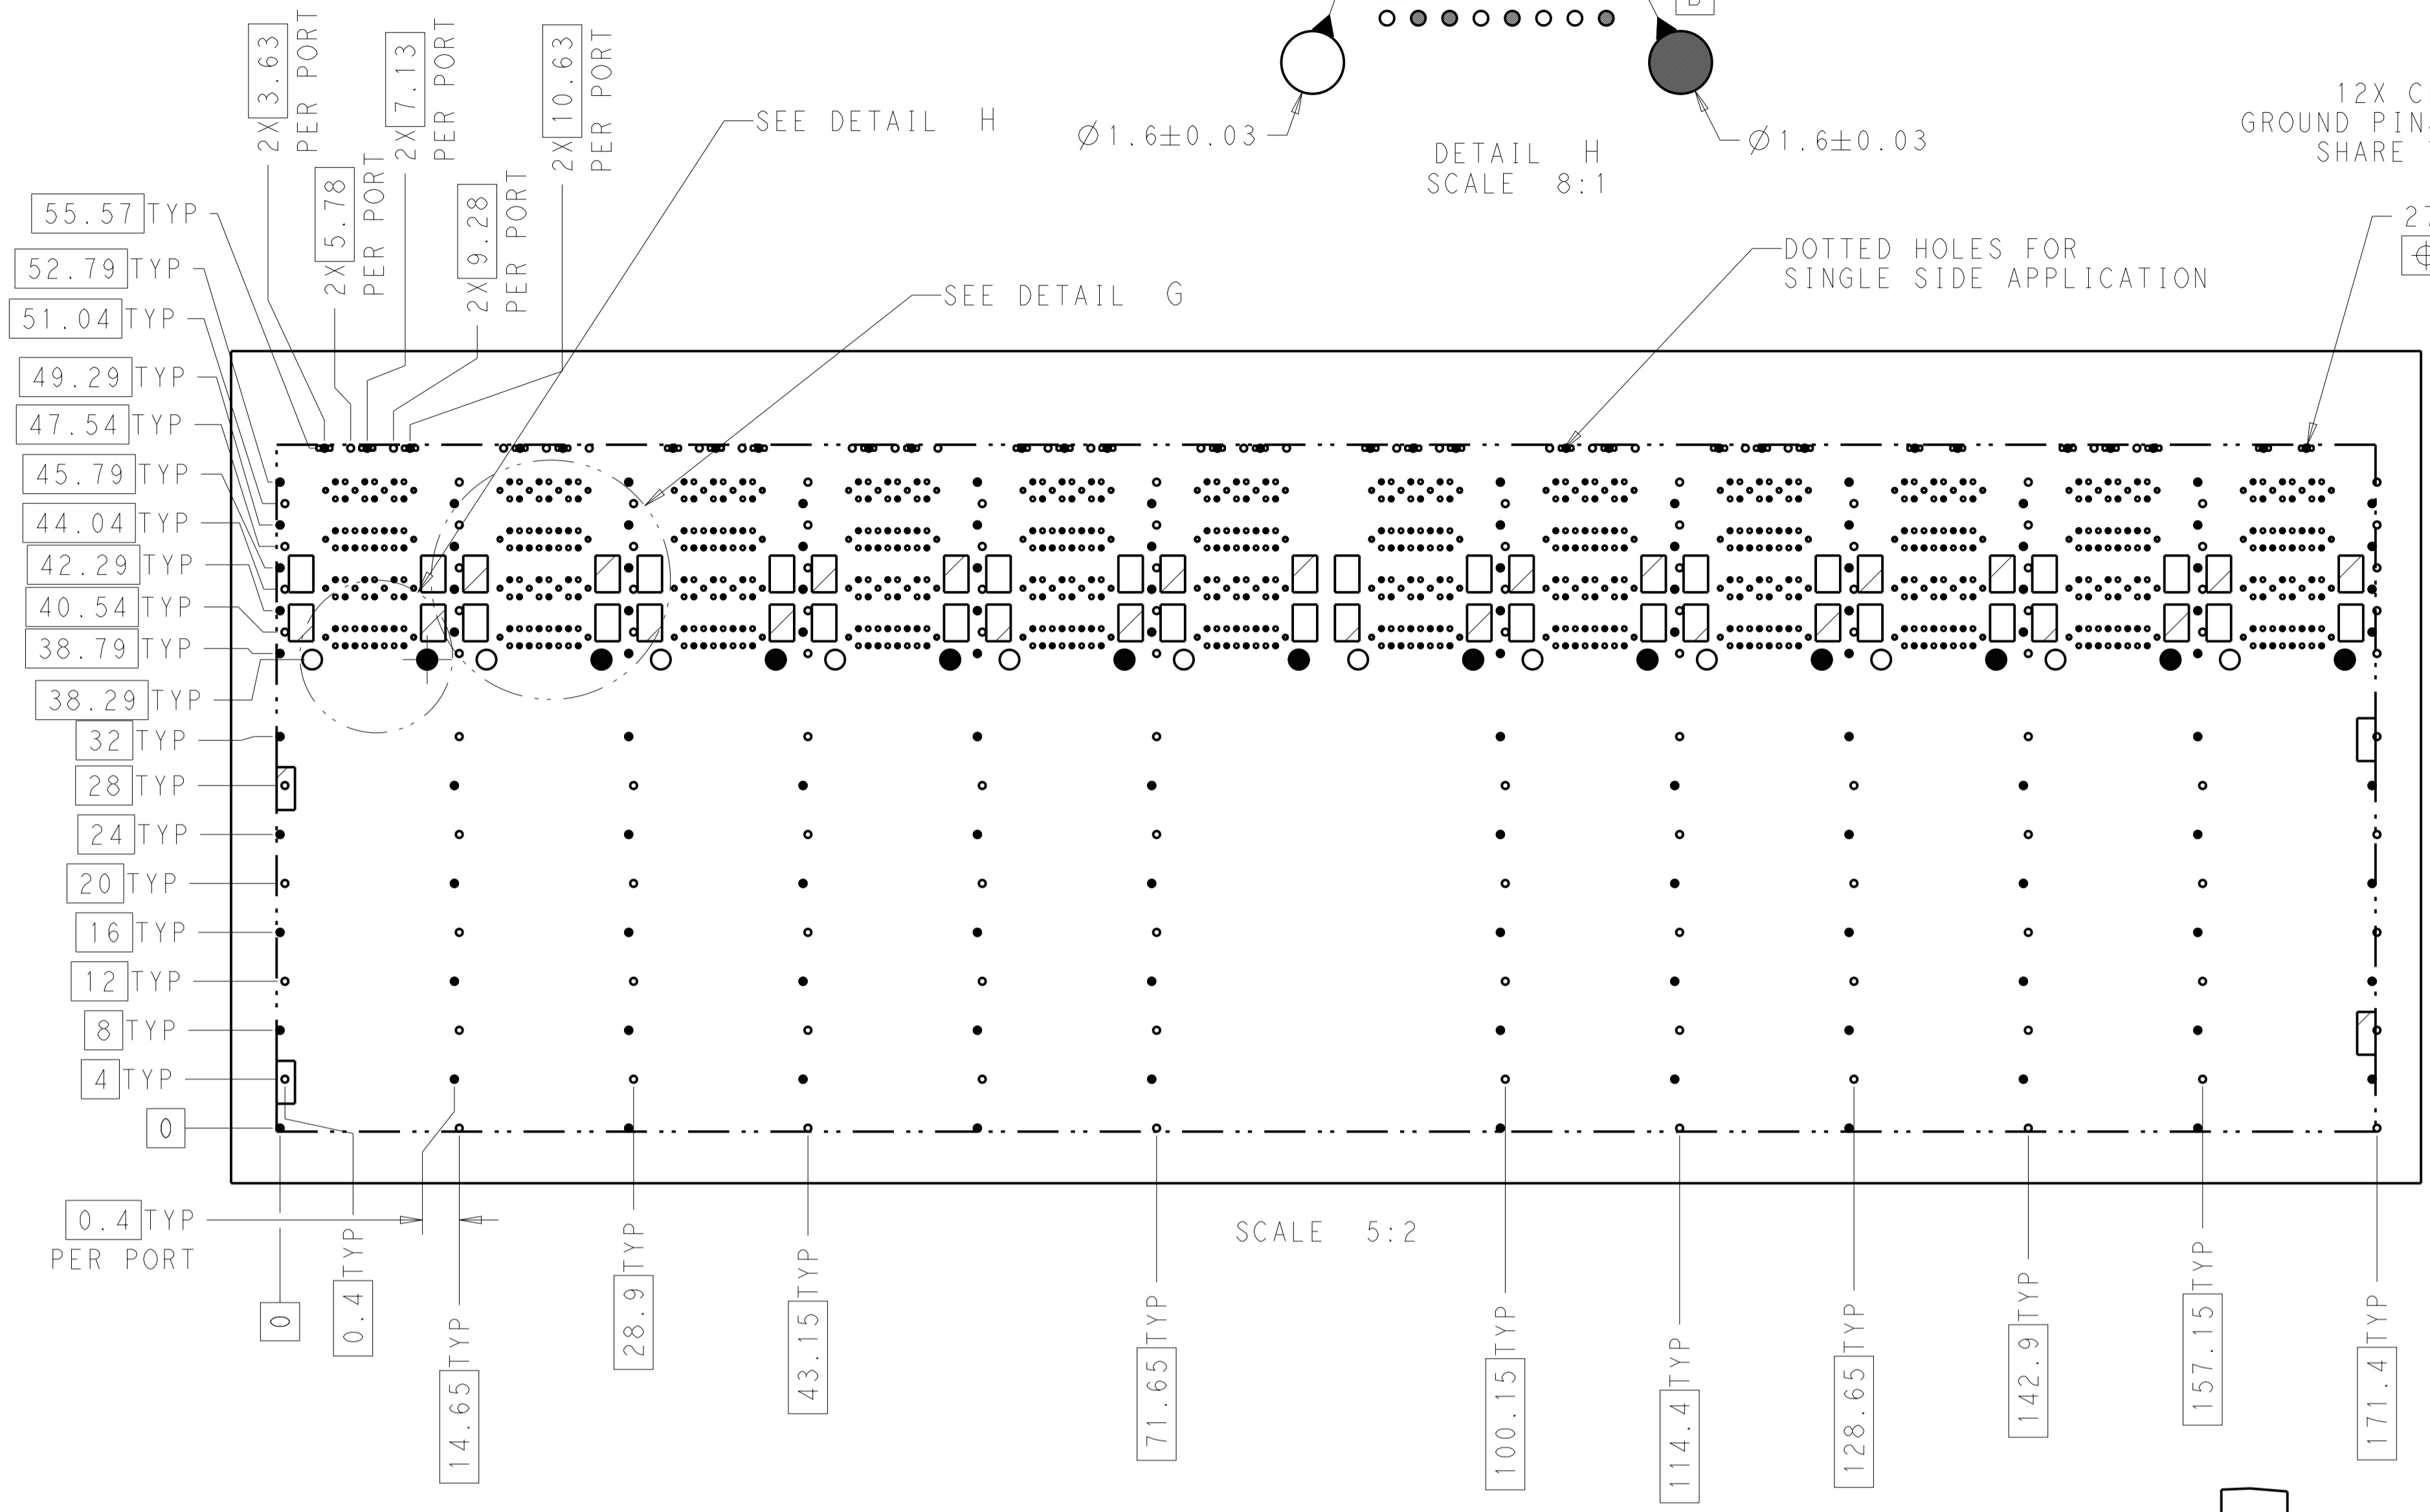 2X 3.63
PER PORT
2X 5.78
PER PORT
2X 7.13
PER PORT
2X 9.28
PER PORT
2X 10.63
PER PORT
SEE DETAIL H
SEE DETAIL G
Ø1.6±0.03
Ø1.6±0.03
DETAIL H
SCALE 8:1
12X C
GROUND PIN
SHARE
27
DOTTED HOLES FOR
SINGLE SIDE APPLICATION
55.57 TYP
52.79 TYP
51.04 TYP
49.29 TYP
47.54 TYP
45.79 TYP
44.04 TYP
42.29 TYP
40.54 TYP
38.79 TYP
38.29 TYP
32 TYP
28 TYP
24 TYP
20 TYP
16 TYP
12 TYP
8 TYP
4 TYP
0
0.4 TYP
PER PORT
SCALE 5:2
0
0.4 TYP
14.65 TYP
28.9 TYP
43.15 TYP
71.65 TYP
100.15 TYP
114.4 TYP
128.65 TYP
142.9 TYP
157.15 TYP
171.4 TYP